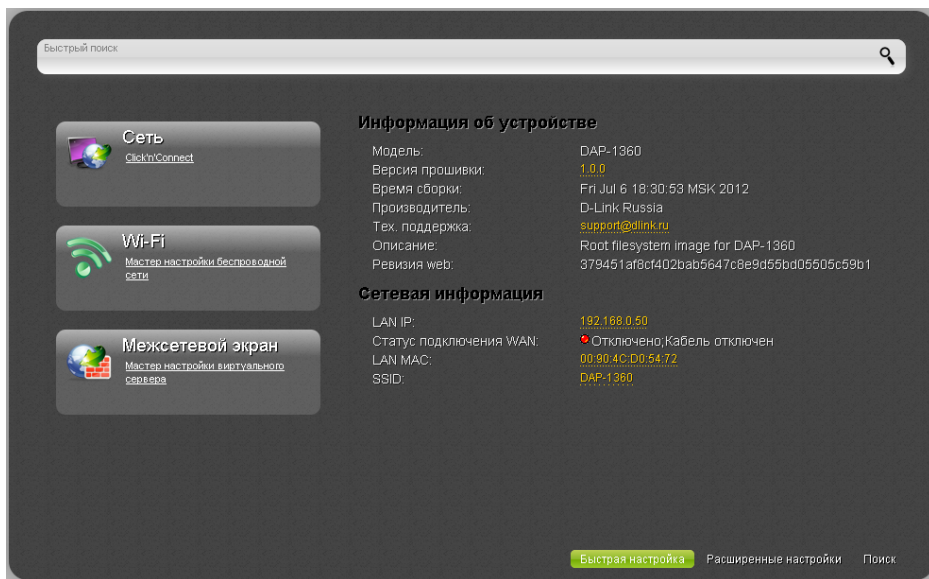 Быстрый поиск
Сеть
Click'n'Connect
Wi-Fi
Мастер настройки беспроводной
сети
Межсетевой экран
Мастер настройки виртуального
сервера
Информация об устройстве
Модель: DAP-1360
Версия прошивки: 1.0.0
Время сборки: Fri Jul 6 18:30:53 MSK 2012
Производитель: D-Link Russia
Тех. поддержка: support@dlink.ru
Описание: Root filesystem image for DAP-1360
Ревизия web: 379451af8cf402bab5647c8e9d55bd05505c59b1
Сетевая информация
LAN IP: 192.168.0.50
Статус подключения WAN: Отключено;Кабель отключен
LAN MAC: 00:90:4C:D0:54:72
SSID: DAP-1360
Быстрая настройка Расширенные настройки Поиск